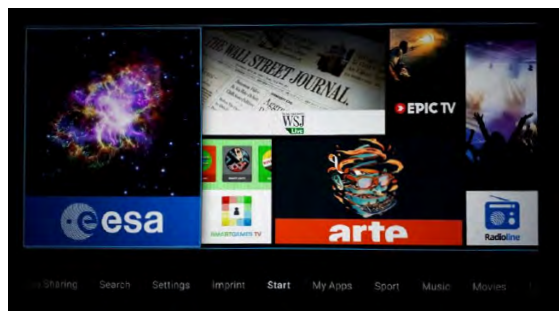 THE WALL STREET JOURNAL.
WSJ
Live
EPIC TV
esa
SMARTGAMES TV
arte
Radioline
Sharing Search Settings Imprint Start My Apps Sport Music Movies